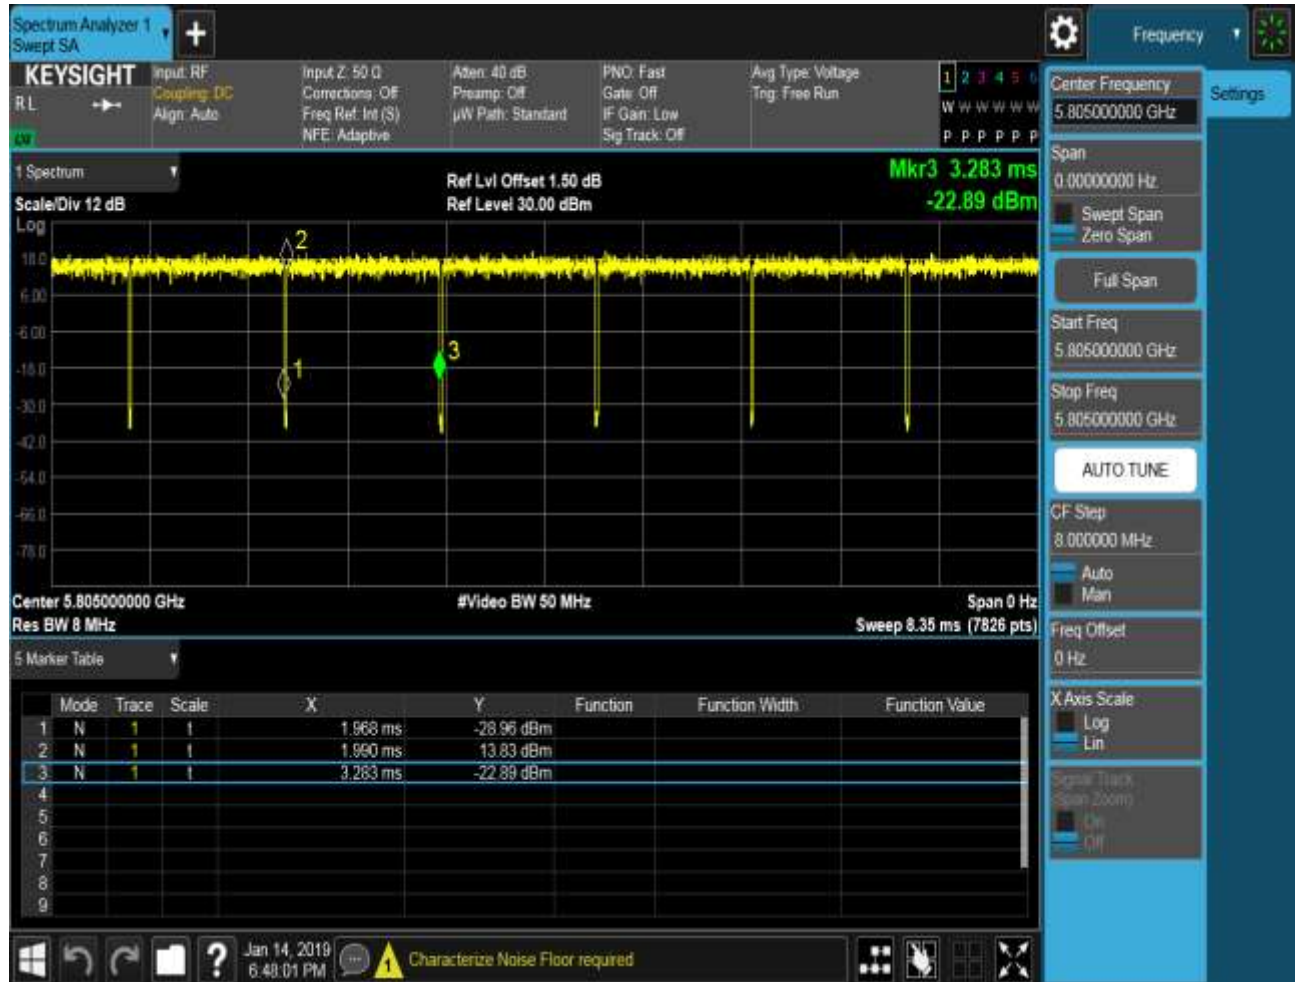 Spectrum Analyzer 1
Swept SA
Frequency
KEYSIGHT
Input: RF
Input Z: 50 Ω
Atten: 40 dB
PNO: Fast
Avg Type: Voltage
1 2 3 4 5 6
R L
Coupling: DC
Corrections: Off
Preamp: Off
Gate: Off
Trig: Free Run
W W W W W W
Align: Auto
Freq Ref: Int (S)
µW Path: Standard
IF Gain: Low
NFE: Adaptive
Sig Track: Off
P P P P P P
1 Spectrum
Ref Lvl Offset 1.50 dB
Mkr3 3.283 ms
Scale/Div 12 dB
Ref Level 30.00 dBm
-22.89 dBm
Log
18.0
6.00
-6.00
-18.0
-30.0
-42.0
-54.0
-66.0
-78.0
2
1
3
Center 5.805000000 GHz
#Video BW 50 MHz
Span 0 Hz
Res BW 8 MHz
Sweep 8.35 ms (7826 pts)
5 Marker Table
Mode Trace Scale X Y Function Function Width Function Value
1 N 1 t 1.968 ms -28.96 dBm
2 N 1 t 1.990 ms 13.83 dBm
3 N 1 t 3.283 ms -22.89 dBm
4
5
6
7
8
9
Center Frequency
5.805000000 GHz
Settings
Span
0.00000000 Hz
Swept Span
Zero Span
Full Span
Start Freq
5.805000000 GHz
Stop Freq
5.805000000 GHz
AUTO TUNE
CF Step
8.000000 MHz
Auto
Man
Freq Offset
0 Hz
X Axis Scale
Log
Lin
Signal Track
(Span Zoom)
On
Off
?
Jan 14, 2019
6:48:01 PM
1
Characterize Noise Floor required